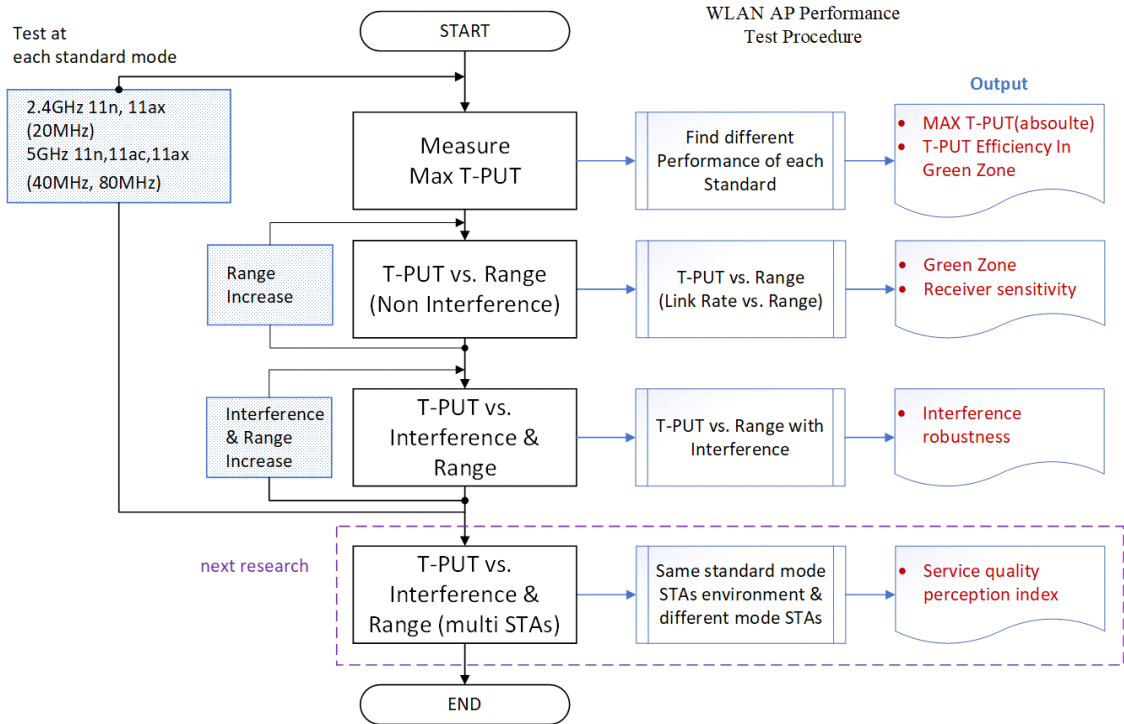 WLAN AP Performance
Test Procedure
START
Test at
each standard mode
2.4GHz 11n, 11ax
(20MHz)
5GHz 11n,11ac,11ax
(40MHz, 80MHz)
Output
Measure
Max T-PUT
Find different
Performance of each
Standard
MAX T-PUT(absoulte)
T-PUT Efficiency In
Green Zone
Range
Increase
T-PUT vs. Range
(Non Interference)
T-PUT vs. Range
(Link Rate vs. Range)
Green Zone
Receiver sensitivity
Interference
& Range
Increase
T-PUT vs.
Interference &
Range
T-PUT vs. Range with
Interference
Interference
robustness
next research
T-PUT vs.
Interference &
Range (multi STAs)
Same standard mode
STAs environment &
different mode STAs
Service quality
perception index
END